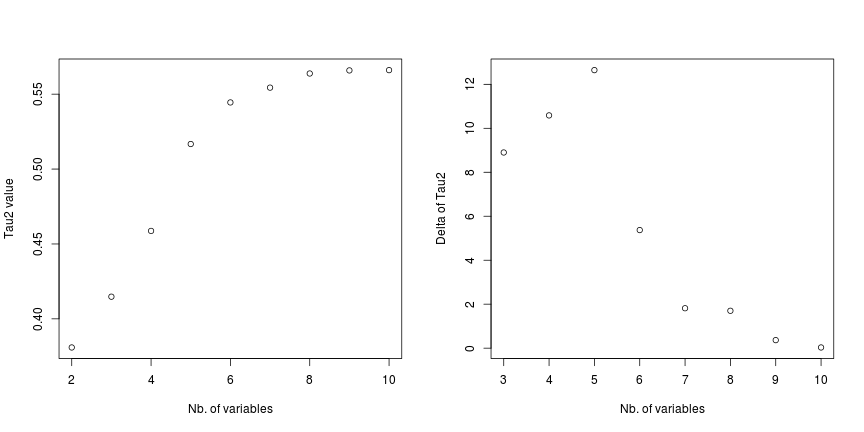 Tau2 value
0.55
0.50
0.45
0.40
2 4 6 8 10
Nb. of variables
Delta of Tau2
12
10
8
6
4
2
0
3 4 5 6 7 8 9 10
Nb. of variables